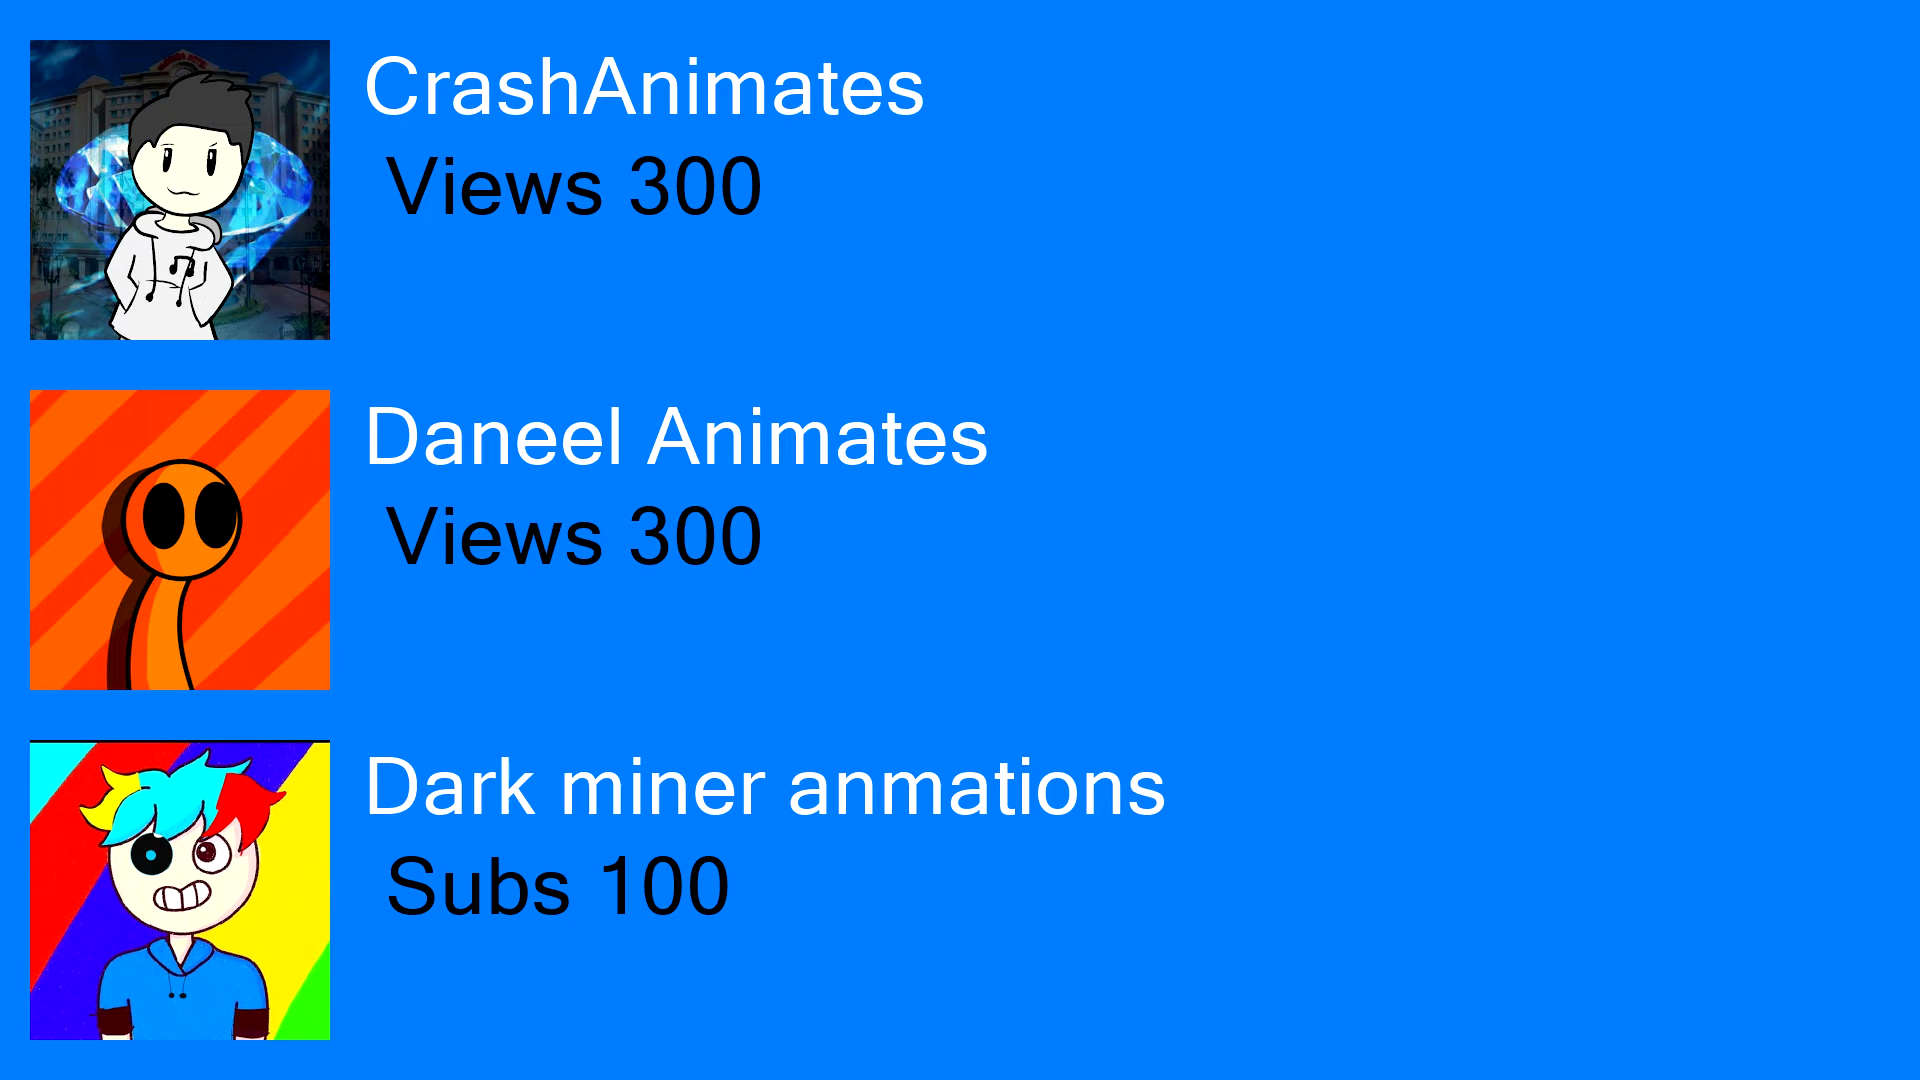 CrashAnimates
Views 300
Daneel Animates
Views 300
Dark miner anmations
Subs 100